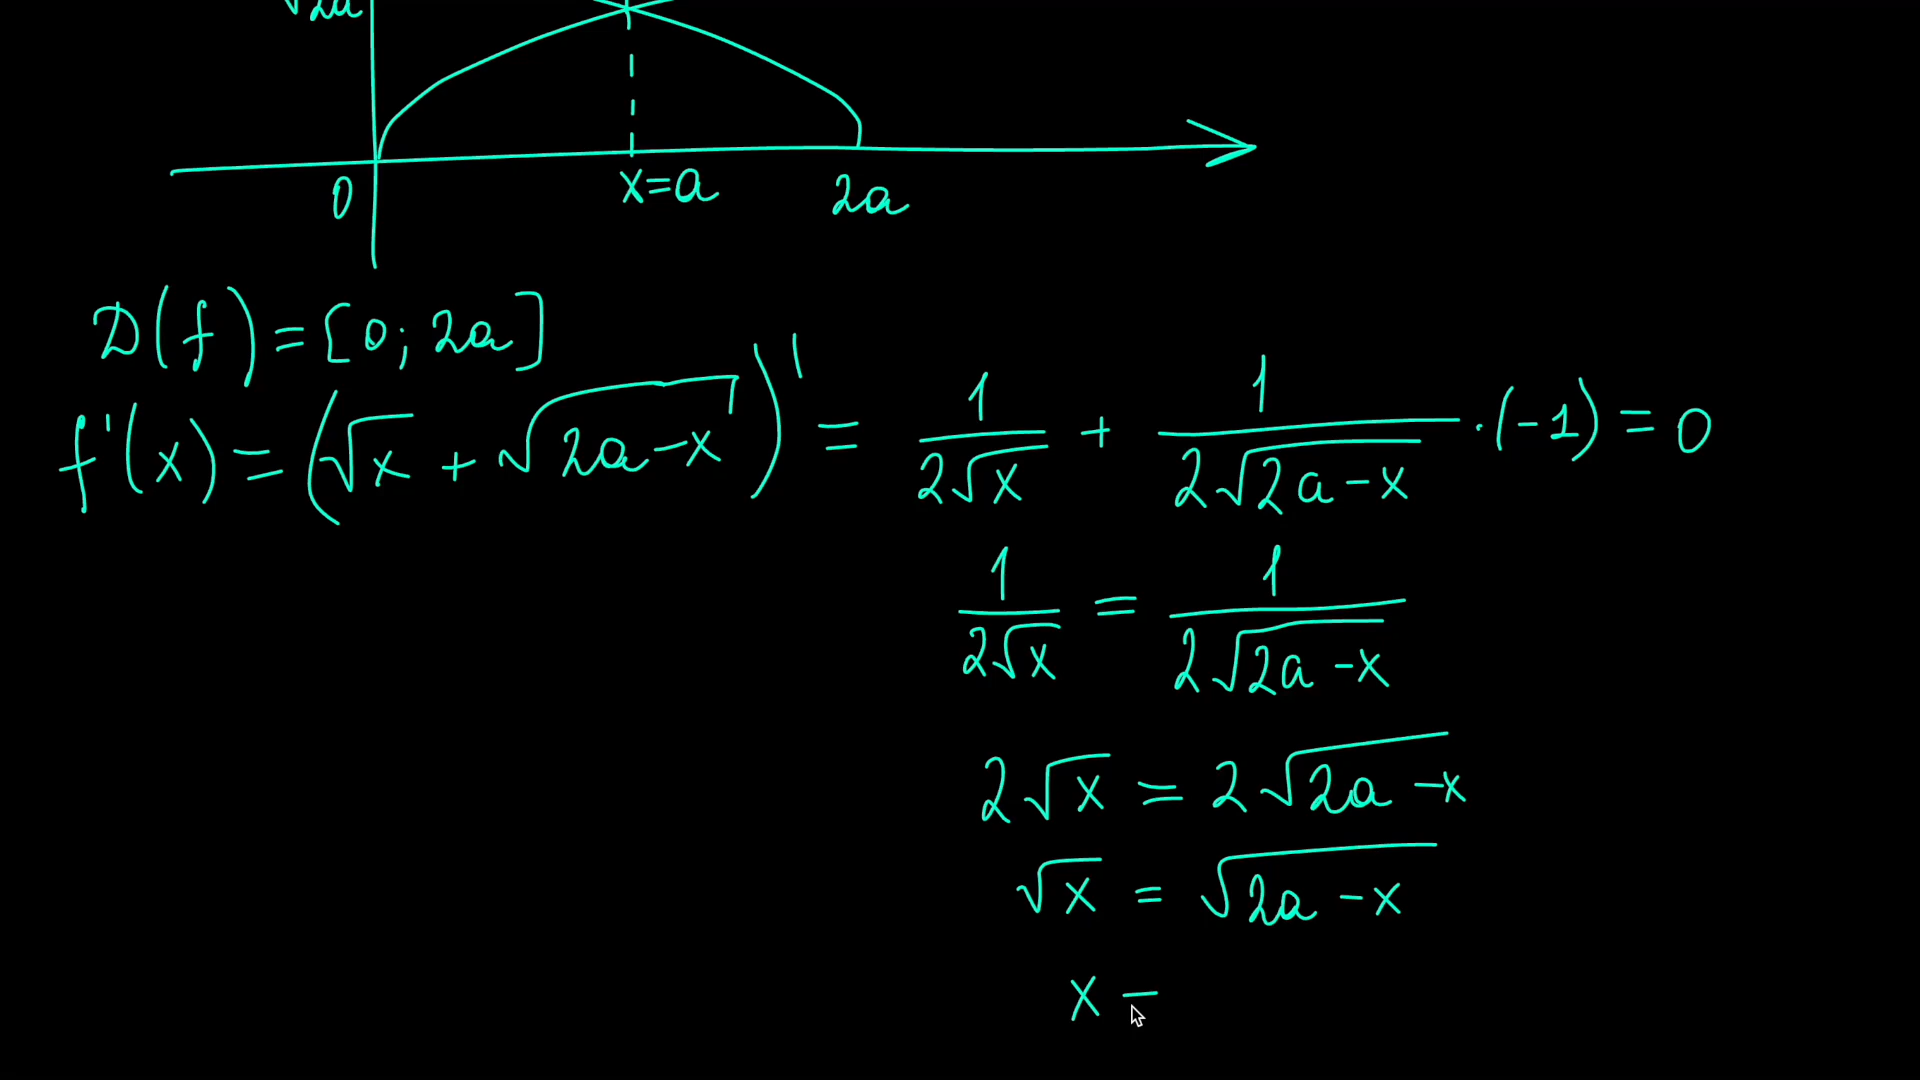 √2a
0 x=a 2a
D(f)=[0; 2a]
f'(x)=(√x + √(2a-x))' = 1/(2√x) + 1/(2√(2a-x)) · (-1) = 0
1/(2√x) = 1/(2√(2a-x))
2√x = 2√(2a-x)
√x = √(2a-x)
x −